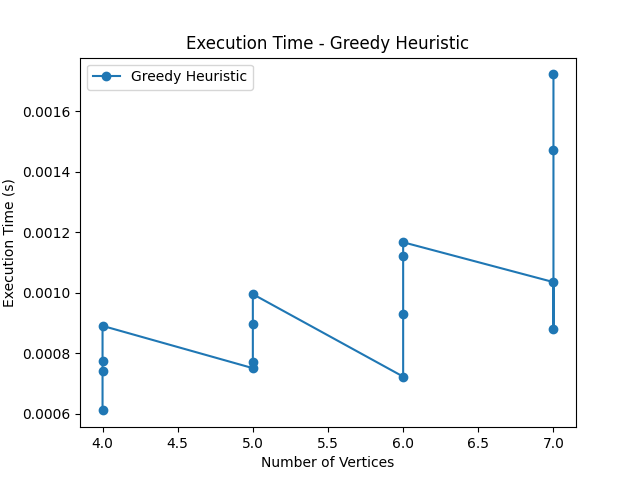 Execution Time - Greedy Heuristic
Greedy Heuristic
Execution Time (s)
0.0016
0.0014
0.0012
0.0010
0.0008
0.0006
4.0 4.5 5.0 5.5 6.0 6.5 7.0
Number of Vertices